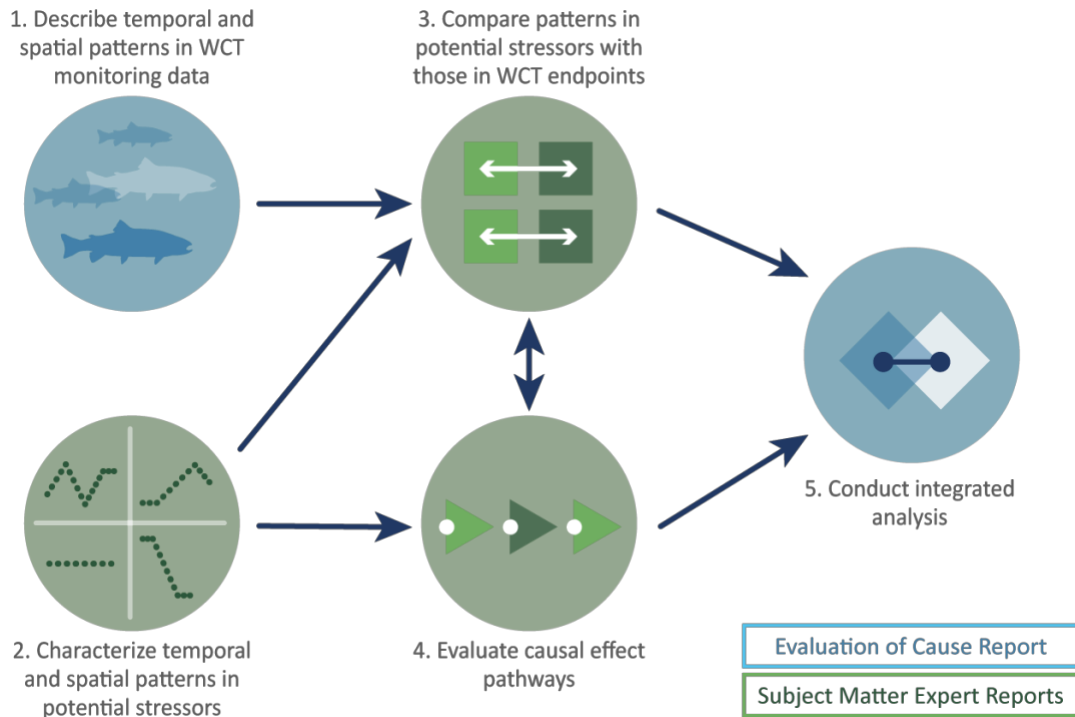 1. Describe temporal and
spatial patterns in WCT
monitoring data
3. Compare patterns in
potential stressors with
those in WCT endpoints
2. Characterize temporal
and spatial patterns in
potential stressors
4. Evaluate causal effect
pathways
5. Conduct integrated
analysis
Evaluation of Cause Report
Subject Matter Expert Reports